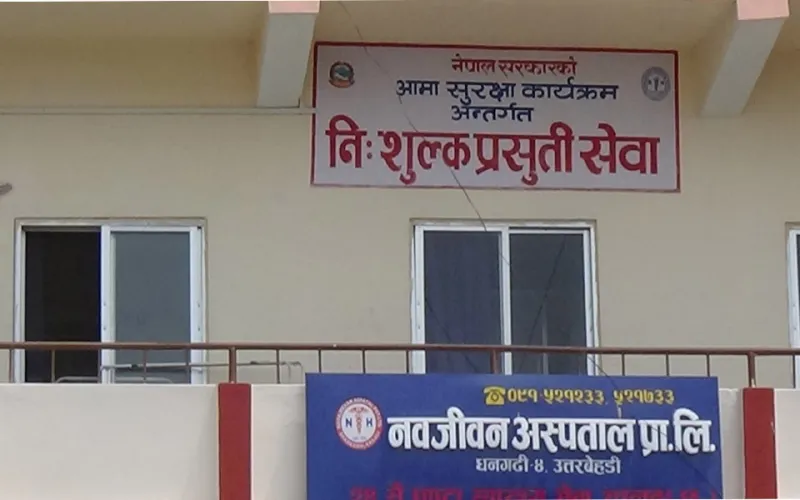 नेपाल सरकारको
आमा सुरक्षा कार्यक्रम
अन्तर्गत
निः शुल्क प्रसुती सेवा
☎०९१-५२१२३३, ५२१७३३
N H
नवजीवन अस्पताल प्रा.लि.
धनगढी-४, उत्तरबेहडी